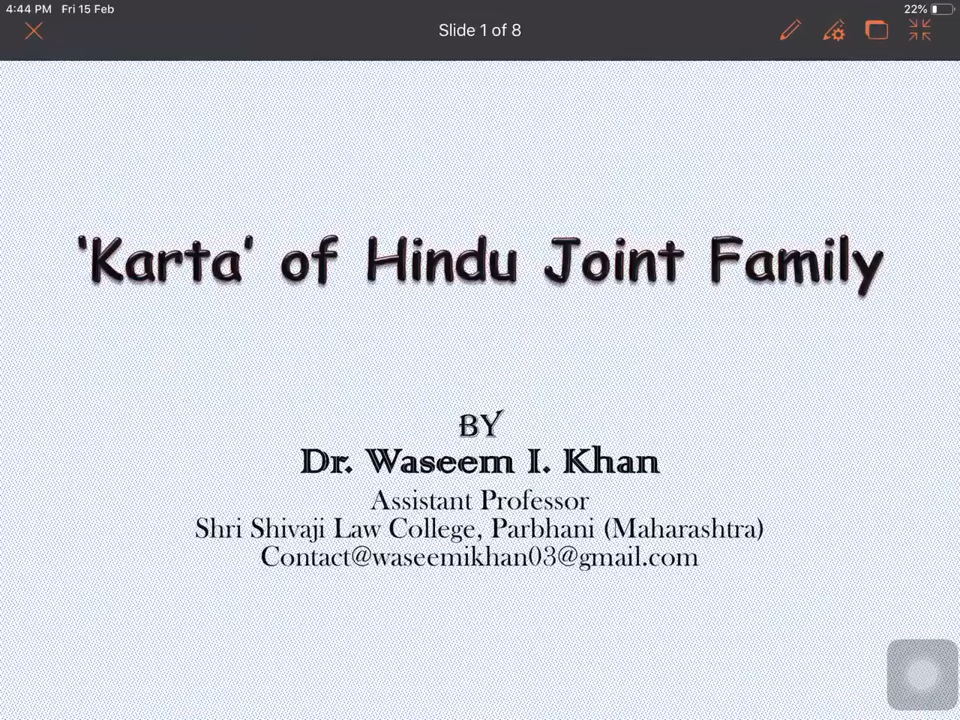 4:44 PM Fri 15 Feb
22%
Slide 1 of 8
‘Karta’ of Hindu Joint Family
BY
Dr. Waseem I. Khan
Assistant Professor
Shri Shivaji Law College, Parbhani (Maharashtra)
Contact@waseemikhan03@gmail.com